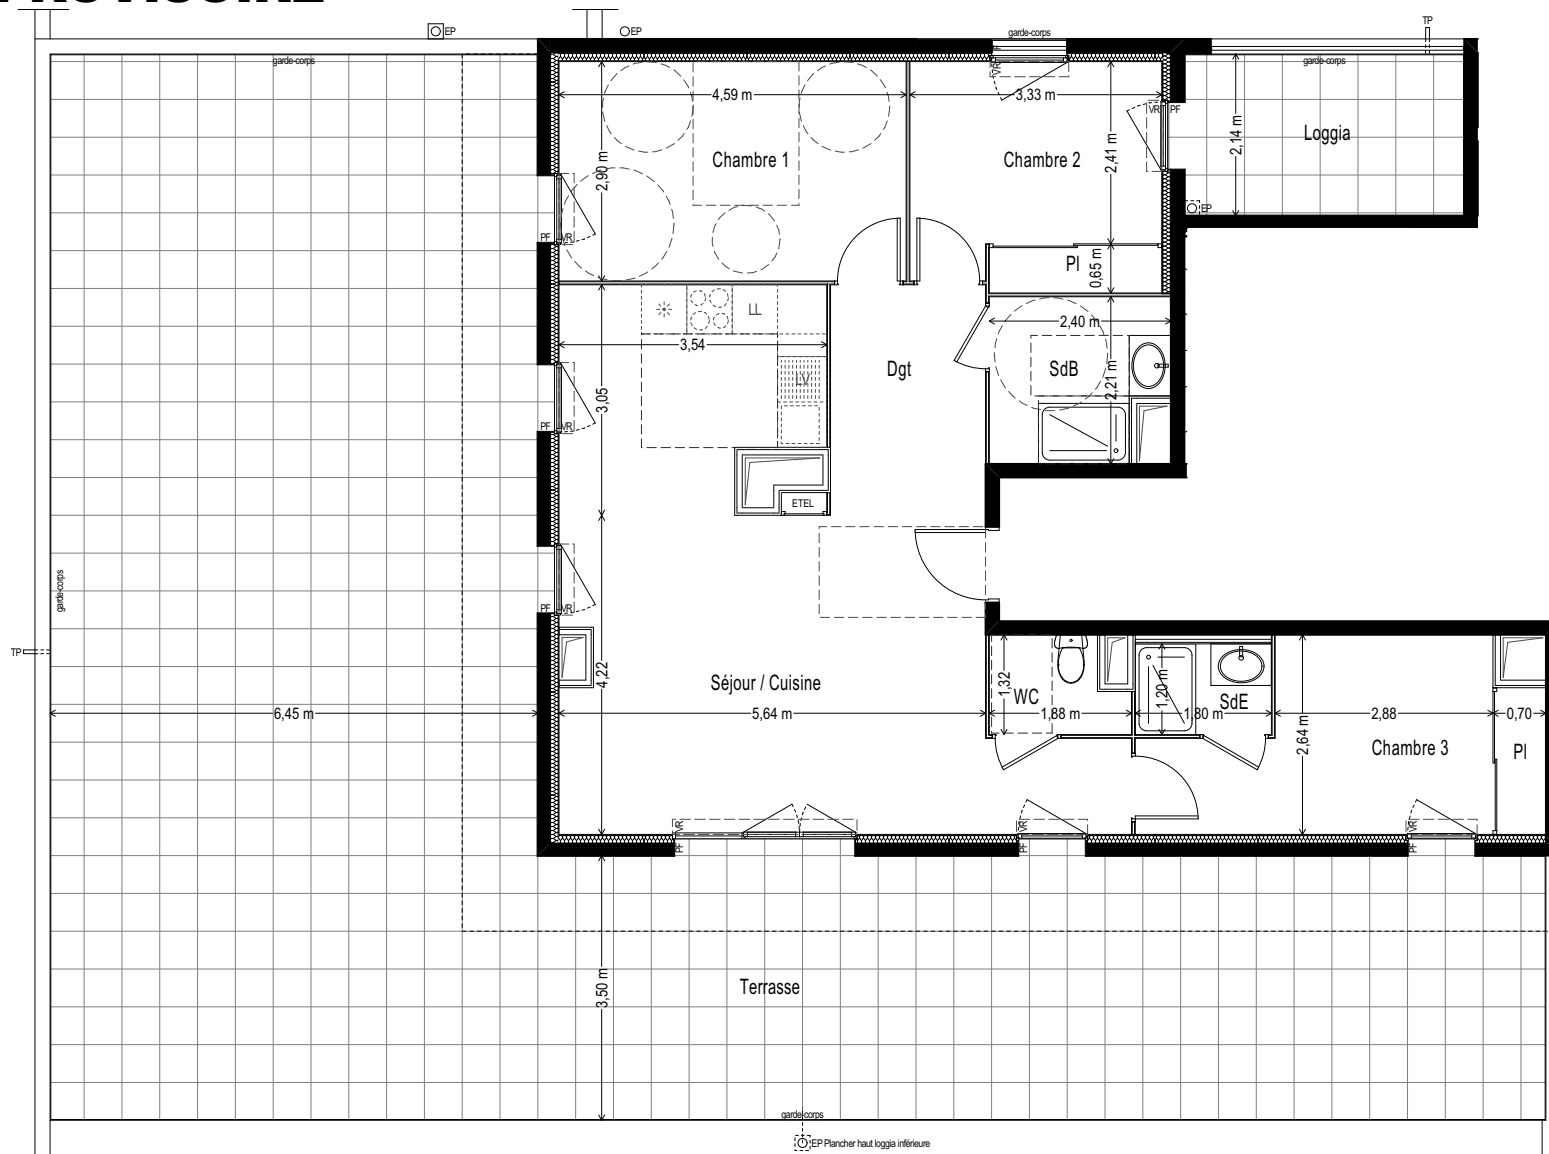 EP
EP
TP
garde-corps
garde-corps
garde-corps
VR
4,59 m
3,33 m
VR PF
2,14 m
Loggia
Chambre 1
Chambre 2
2,41 m
2,90 m
EP
PF VR
Pl
0,65 m
LL
3,54
2,40 m
Dgt
SdB
LV
2,21 m
3,05
PF VR
ETEL
garde-corps
PF VR
TP
4,22
Séjour / Cuisine
1,32
WC
1,20 m
SdE
6,45 m
5,64 m
1,88 m
1,80 m
2,88
0,70
2,64 m
Chambre 3
Pl
VR
VR
VR
PF
PF
PF
Terrasse
3,50 m
garde-corps
EP Plancher haut loggia inférieure